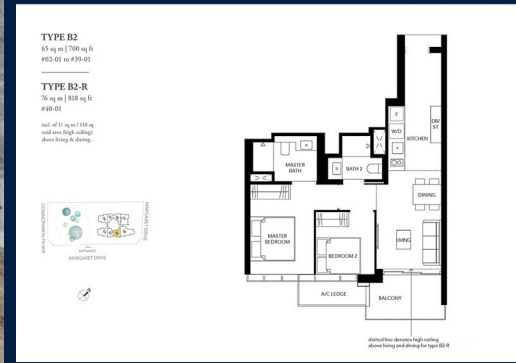 TYPE B2
65 sq m | 700 sq ft
#02-01 to #39-01
TYPE B2-R
76 sq m | 818 sq ft
#40-01
incl. of 11 sq m / 118 sq
void area (high ceiling)
above living & dining...
COMMONWEALTH AVE
MARGARET DRIVE
MARGARET DRIVE
F
W/D
DB/
ST
KITCHEN
MASTER
BATH
BATH 2
DINING
MASTER
BEDROOM
BEDROOM 2
LIVING
A/C LEDGE
BALCONY
dotted line denotes high ceiling
above living and dining for type B2-R